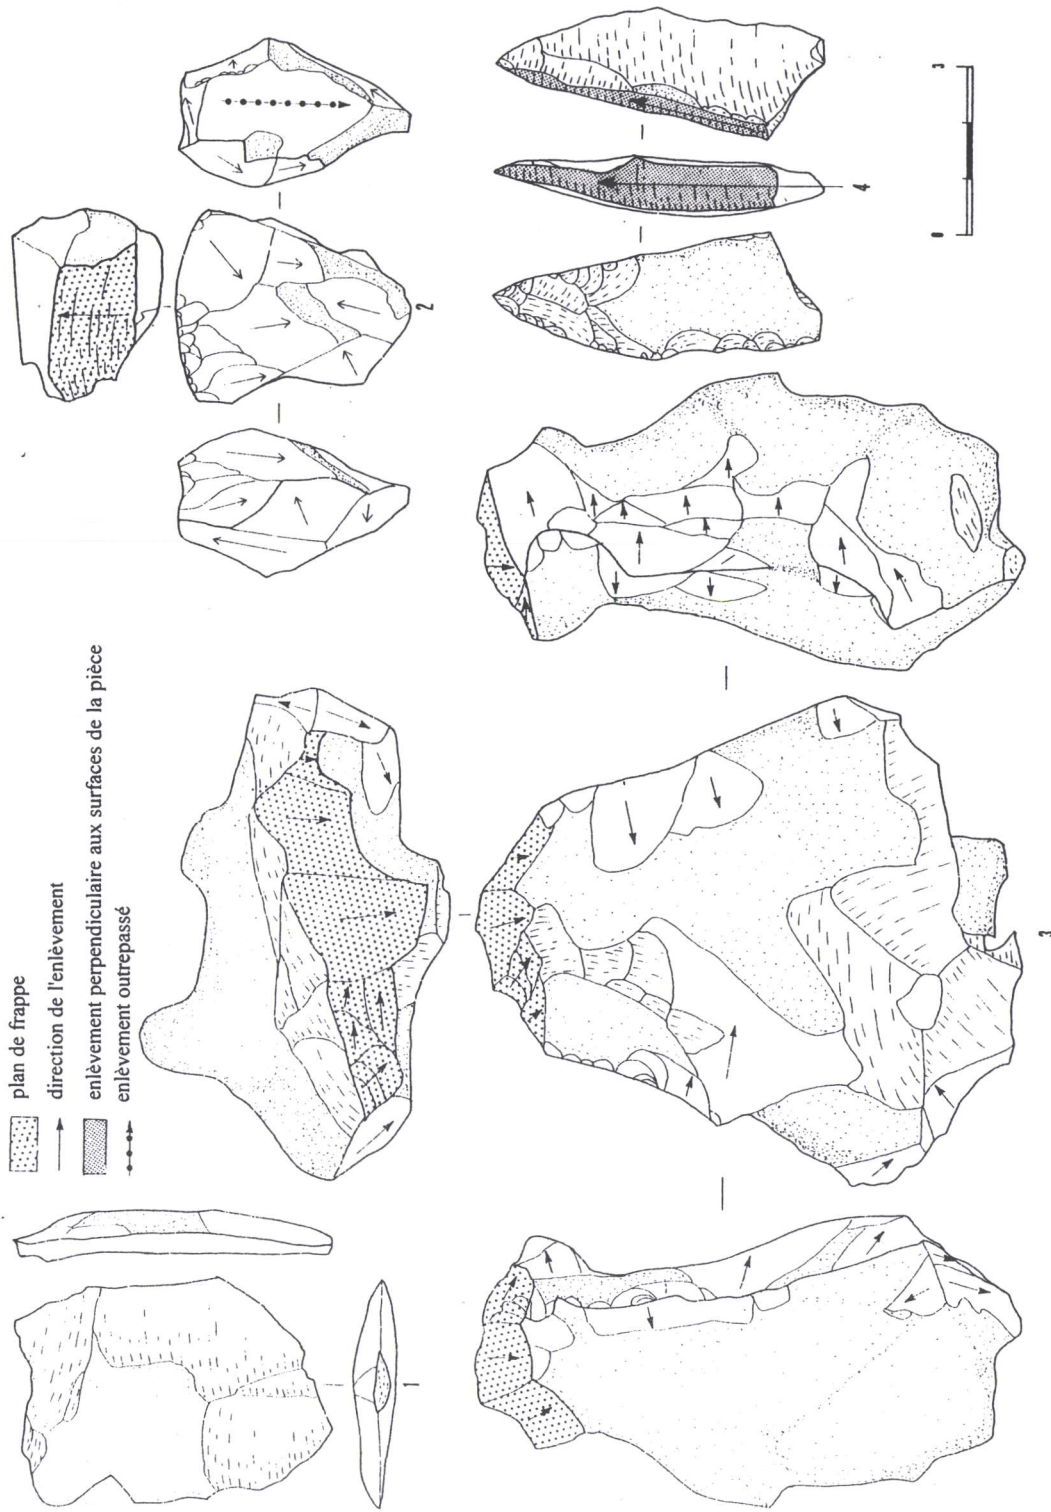 plan de frappe
direction de l'enlèvement
enlèvement perpendiculaire aux surfaces de la pièce
enlèvement outrepassé
1
2
3
4
0
3